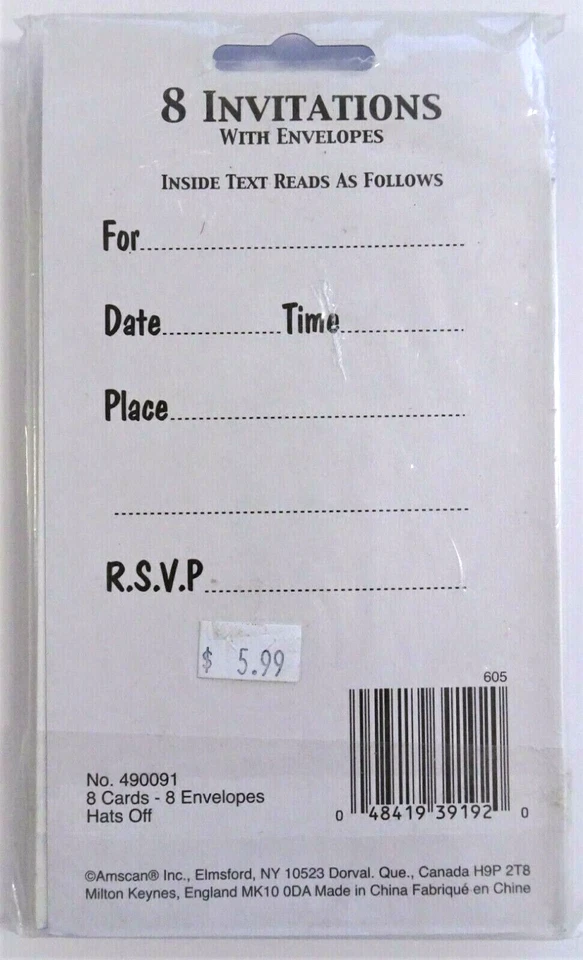 8 INVITATIONS
WITH ENVELOPES
INSIDE TEXT READS AS FOLLOWS
For
Date Time
Place
R.S.V.P
$ 5.99
605
0 48419 39192 0
No. 490091
8 Cards - 8 Envelopes
Hats Off
©Amscan® Inc., Elmsford, NY 10523 Dorval. Que., Canada H9P 2T8
Milton Keynes, England MK10 0DA Made in China Fabriqué en Chine